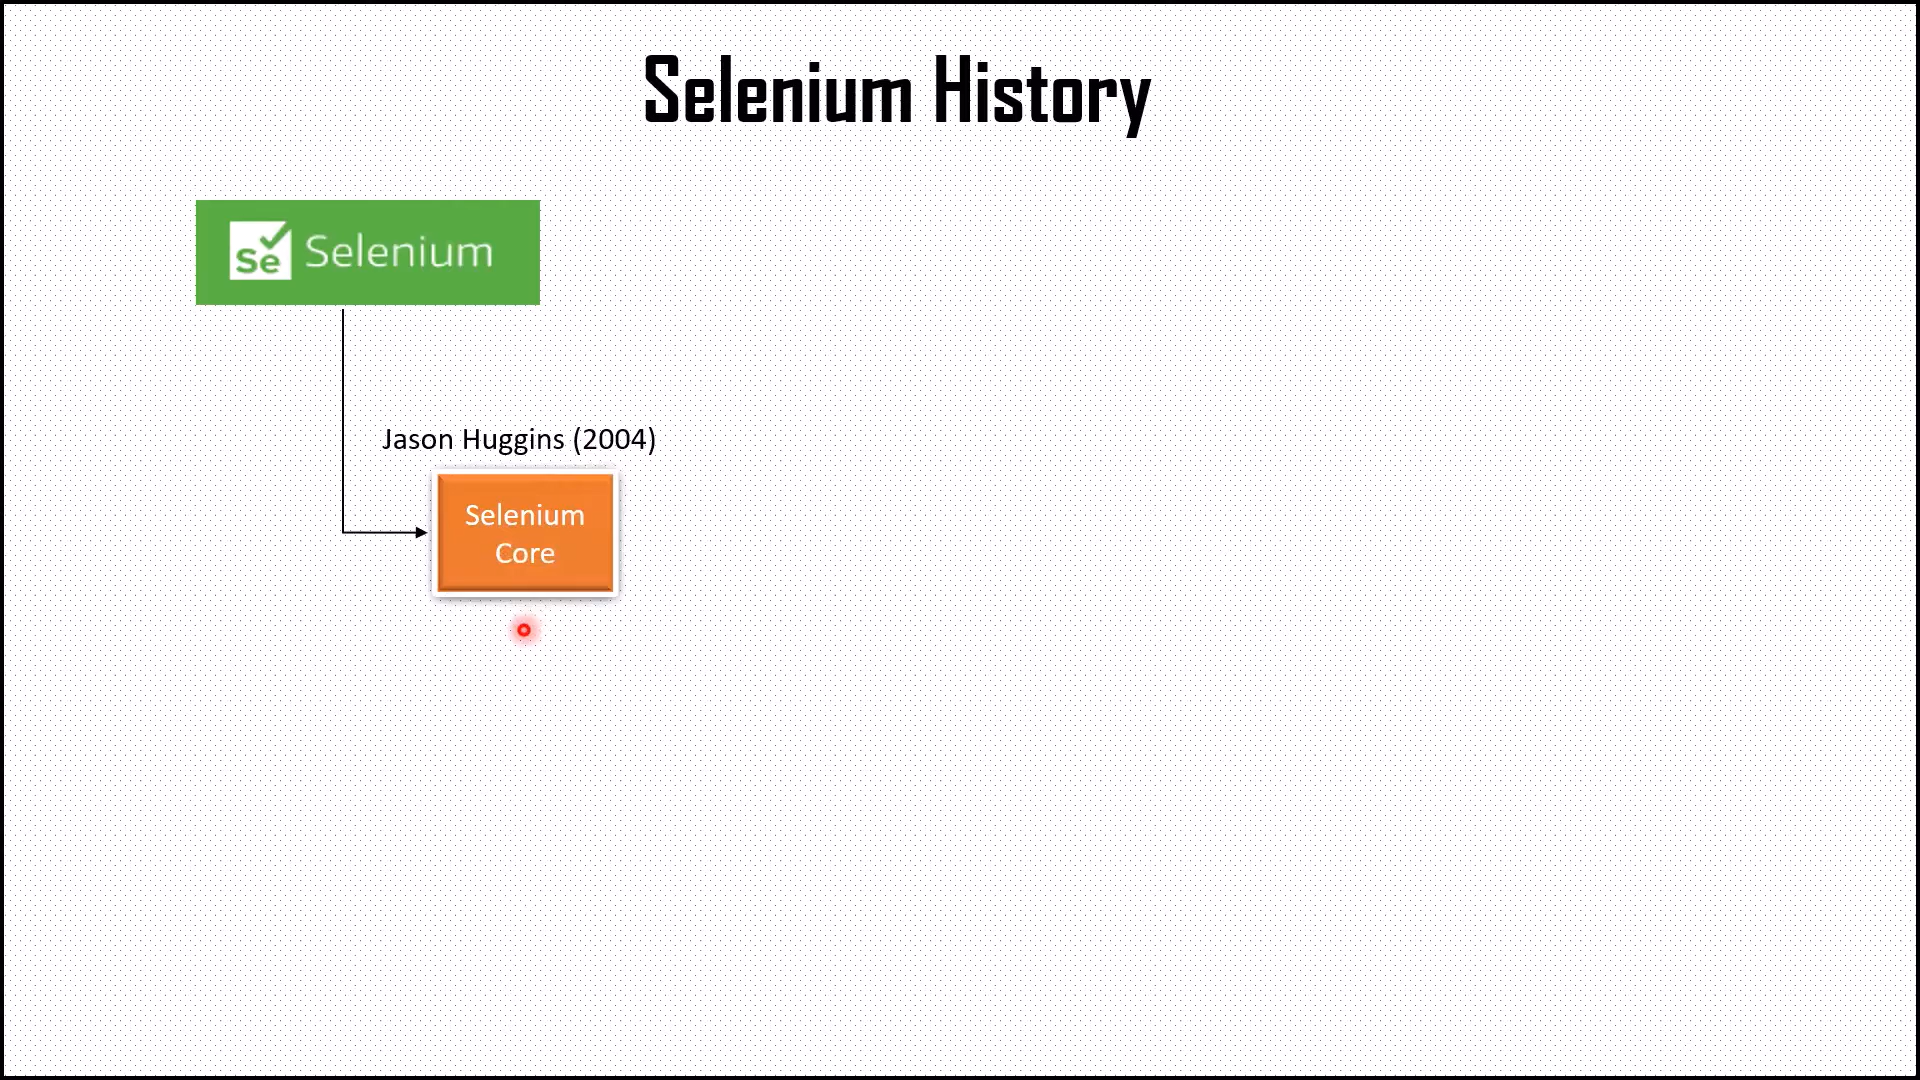 Selenium History
Se Selenium
Jason Huggins (2004)
Selenium
Core